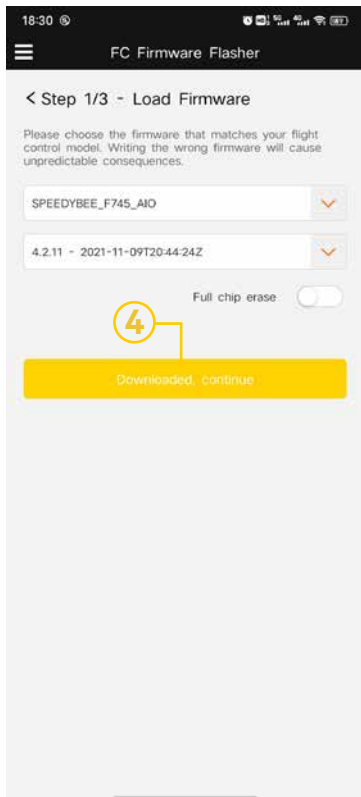 18:30
FC Firmware Flasher
< Step 1/3 - Load Firmware
Please choose the firmware that matches your flight
control model. Writing the wrong firmware will cause
unpredictable consequences.
SPEEDYBEE_F745_AIO
4.2.11 - 2021-11-09T20:44:24Z
Full chip erase
4
Downloaded, continue